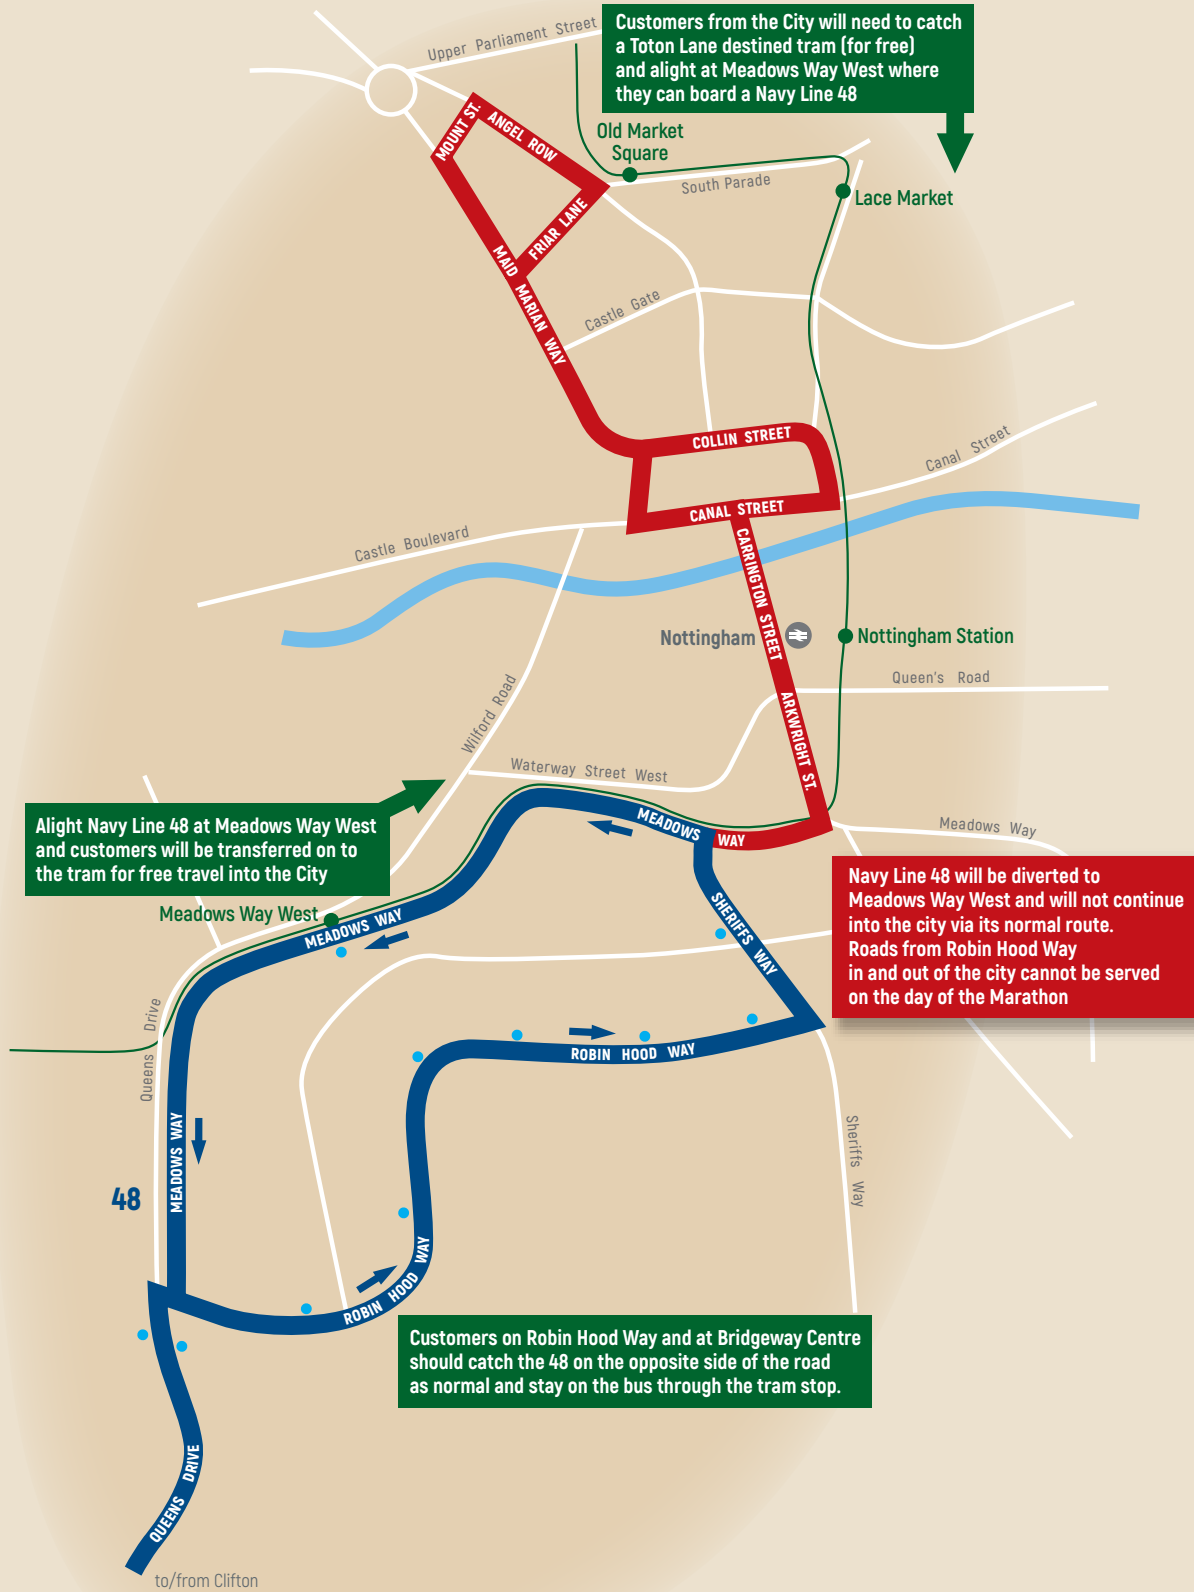 Upper Parliament Street
Customers from the City will need to catch
a Toton Lane destined tram (for free)
and alight at Meadows Way West where
they can board a Navy Line 48
MOUNT ST.
ANGEL ROW
Old Market
Square
South Parade
Lace Market
FRIAR LANE
MAID MARIAN WAY
Castle Gate
COLLIN STREET
Canal Street
CANAL STREET
Castle Boulevard
CARRINGTON STREET
Nottingham
Nottingham Station
Queen's Road
Wilford Road
ARKWRIGHT ST.
Waterway Street West
MEADOWS WAY
Meadows Way
Alight Navy Line 48 at Meadows Way West
and customers will be transferred on to
the tram for free travel into the City
Navy Line 48 will be diverted to
Meadows Way West and will not continue
into the city via its normal route.
Roads from Robin Hood Way
in and out of the city cannot be served
on the day of the Marathon
Meadows Way West
MEADOWS WAY
SHERIFFS WAY
Queens Drive
ROBIN HOOD WAY
MEADOWS WAY
Sheriffs Way
48
ROBIN HOOD WAY
Customers on Robin Hood Way and at Bridgeway Centre
should catch the 48 on the opposite side of the road
as normal and stay on the bus through the tram stop.
QUEENS DRIVE
to/from Clifton